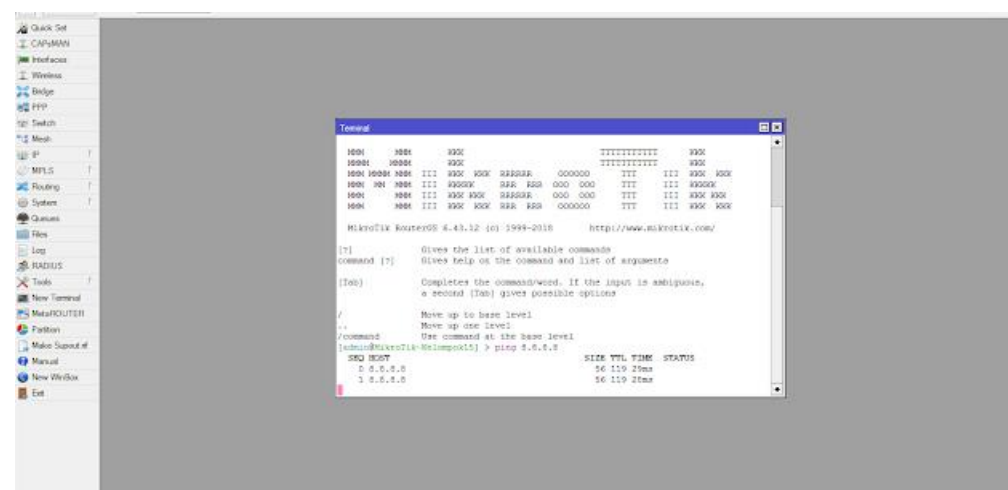 Quick Set
CAPsMAN
Interfaces
Wireless
Bridge
PPP
Switch
Mesh
IP
MPLS
Routing
System
Queues
Files
Log
RADIUS
Tools
New Terminal
MetaROUTER
Partition
Make Supout.rif
Manual
New WinBox
Exit
Terminal
MikroTik RouterOS 6.43.12 (c) 1999-2018 http://www.mikrotik.com/
[?] Gives the list of available commands
command [?] Gives help on the command and list of arguments
[Tab] Completes the command/word. If the input is ambiguous,
a second [Tab] gives possible options
/ Move up to base level
.. Move up one level
/command Use command at the base level
[admin@MikroTik-Kelompok15] > ping 8.8.8.8
SEQ HOST SIZE TTL TIME STATUS
0 8.8.8.8 56 119 29ms
1 8.8.8.8 56 119 28ms